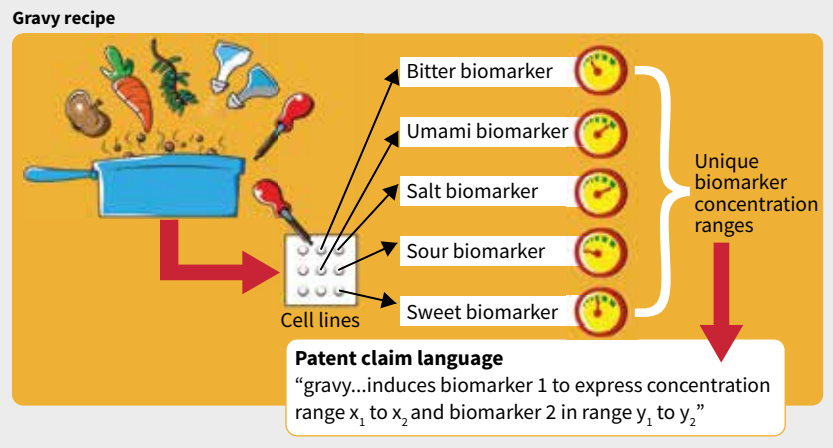 Gravy recipe
Bitter biomarker
Umami biomarker
Salt biomarker
Sour biomarker
Sweet biomarker
Cell lines
Unique
biomarker
concentration
ranges
Patent claim language
“gravy...induces biomarker 1 to express concentration
range x₁ to x₂ and biomarker 2 in range y₁ to y₂”